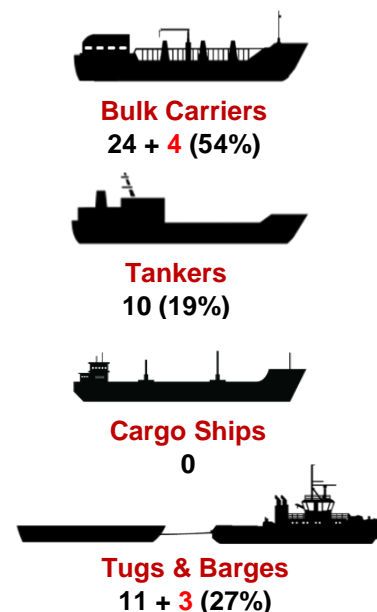 Bulk Carriers
24 + 4 (54%)
Tankers
10 (19%)
Cargo Ships
0
Tugs & Barges
11 + 3 (27%)